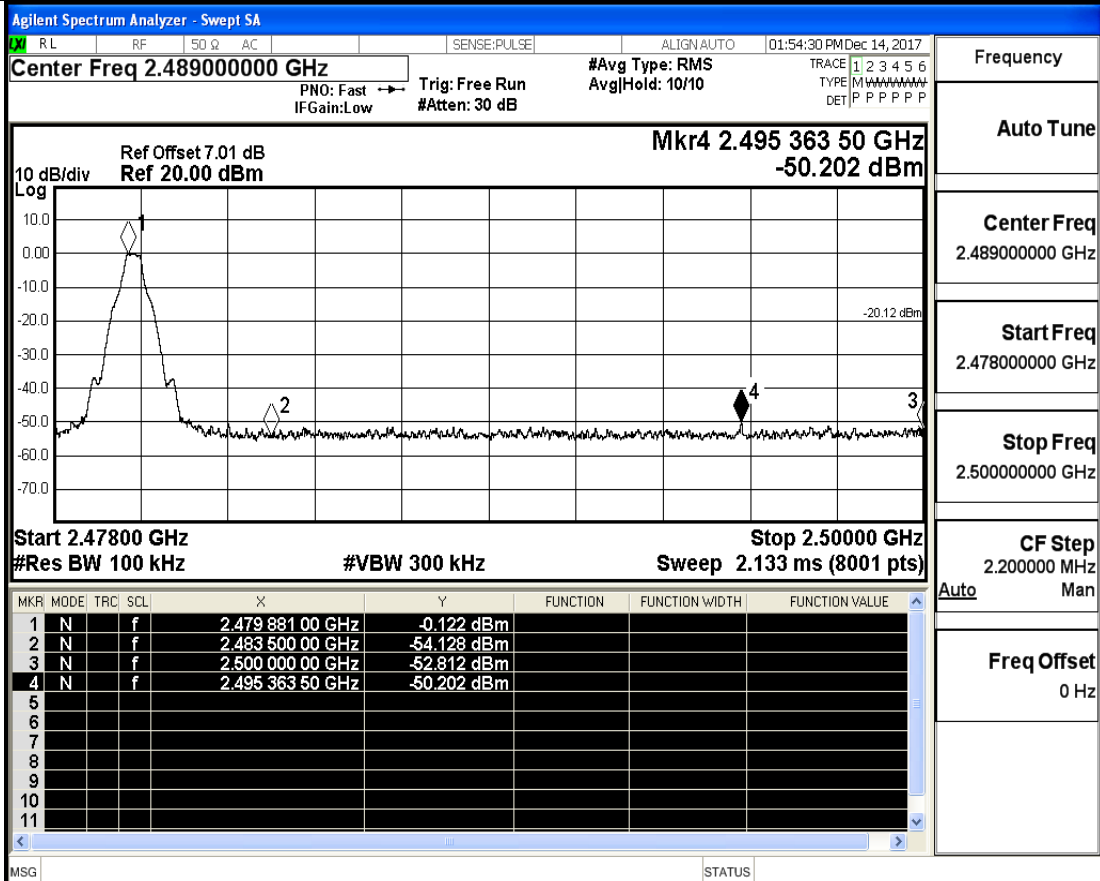 Agilent Spectrum Analyzer - Swept SA
LXI RL RF 50 Ω AC SENSE:PULSE ALIGN AUTO 01:54:30 PM Dec 14, 2017
Center Freq 2.489000000 GHz
PNO: Fast
IFGain:Low
Trig: Free Run
#Atten: 30 dB
#Avg Type: RMS
Avg|Hold: 10/10
TRACE 1 2 3 4 5 6
TYPE M W W W W W
DET P P P P P P
Mkr4 2.495 363 50 GHz
-50.202 dBm
Ref Offset 7.01 dB
10 dB/div Ref 20.00 dBm
Log
10.0
0.00
-10.0
-20.0
-30.0
-40.0
-50.0
-60.0
-70.0
1
2
4
3
-20.12 dBm
Start 2.47800 GHz Stop 2.50000 GHz
#Res BW 100 kHz #VBW 300 kHz Sweep 2.133 ms (8001 pts)
MKR MODE TRC SCL X Y FUNCTION FUNCTION WIDTH FUNCTION VALUE
1 N f 2.479 881 00 GHz -0.122 dBm
2 N f 2.483 500 00 GHz -54.128 dBm
3 N f 2.500 000 00 GHz -52.812 dBm
4 N f 2.495 363 50 GHz -50.202 dBm
5
6
7
8
9
10
11
MSG STATUS
Frequency
Auto Tune
Center Freq
2.489000000 GHz
Start Freq
2.478000000 GHz
Stop Freq
2.500000000 GHz
CF Step
2.200000 MHz
Auto Man
Freq Offset
0 Hz